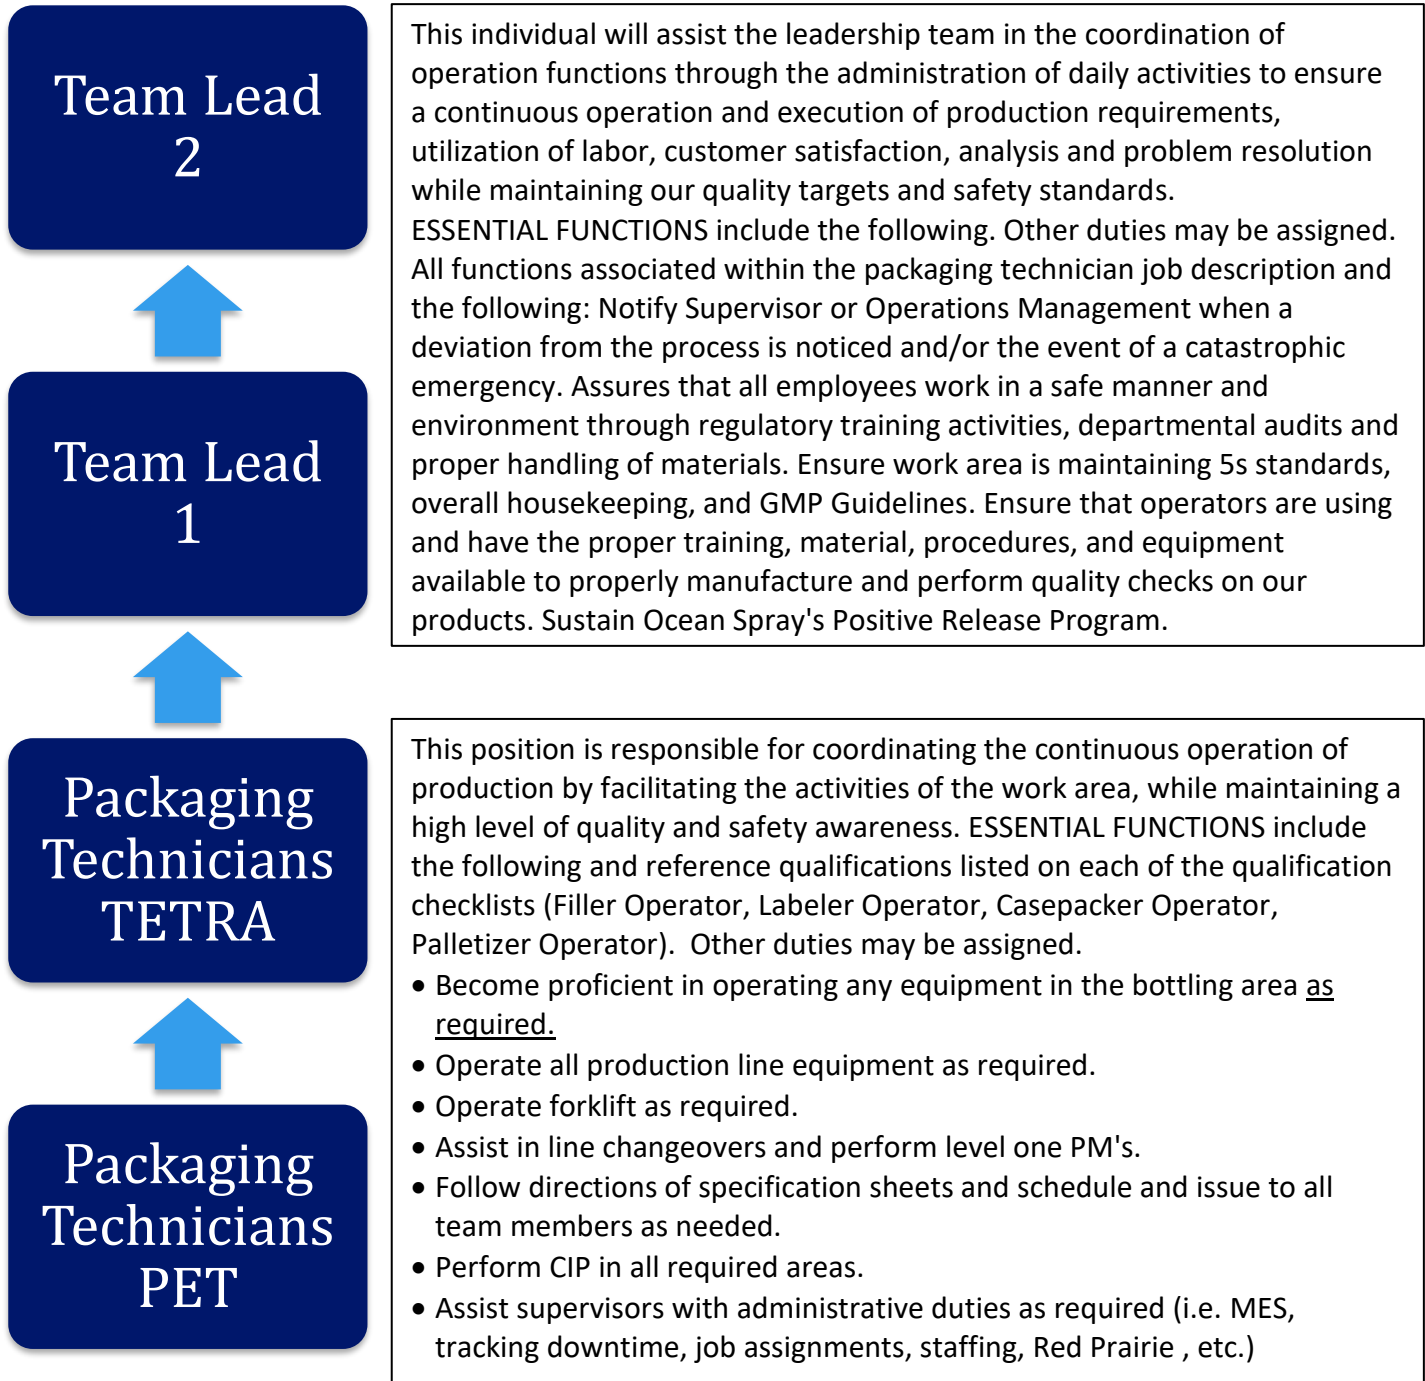 Team Lead
2
This individual will assist the leadership team in the coordination of
operation functions through the administration of daily activities to ensure
a continuous operation and execution of production requirements,
utilization of labor, customer satisfaction, analysis and problem resolution
while maintaining our quality targets and safety standards.
ESSENTIAL FUNCTIONS include the following. Other duties may be assigned.
All functions associated within the packaging technician job description and
the following: Notify Supervisor or Operations Management when a
deviation from the process is noticed and/or the event of a catastrophic
emergency. Assures that all employees work in a safe manner and
environment through regulatory training activities, departmental audits and
proper handling of materials. Ensure work area is maintaining 5s standards,
overall housekeeping, and GMP Guidelines. Ensure that operators are using
and have the proper training, material, procedures, and equipment
available to properly manufacture and perform quality checks on our
products. Sustain Ocean Spray's Positive Release Program.
Team Lead
1
Packaging
Technicians
TETRA
This position is responsible for coordinating the continuous operation of
production by facilitating the activities of the work area, while maintaining a
high level of quality and safety awareness. ESSENTIAL FUNCTIONS include
the following and reference qualifications listed on each of the qualification
checklists (Filler Operator, Labeler Operator, Casepacker Operator,
Palletizer Operator).  Other duties may be assigned.
• Become proficient in operating any equipment in the bottling area as
required.
• Operate all production line equipment as required.
• Operate forklift as required.
• Assist in line changeovers and perform level one PM's.
• Follow directions of specification sheets and schedule and issue to all
team members as needed.
• Perform CIP in all required areas.
• Assist supervisors with administrative duties as required (i.e. MES,
tracking downtime, job assignments, staffing, Red Prairie , etc.)
Packaging
Technicians
PET